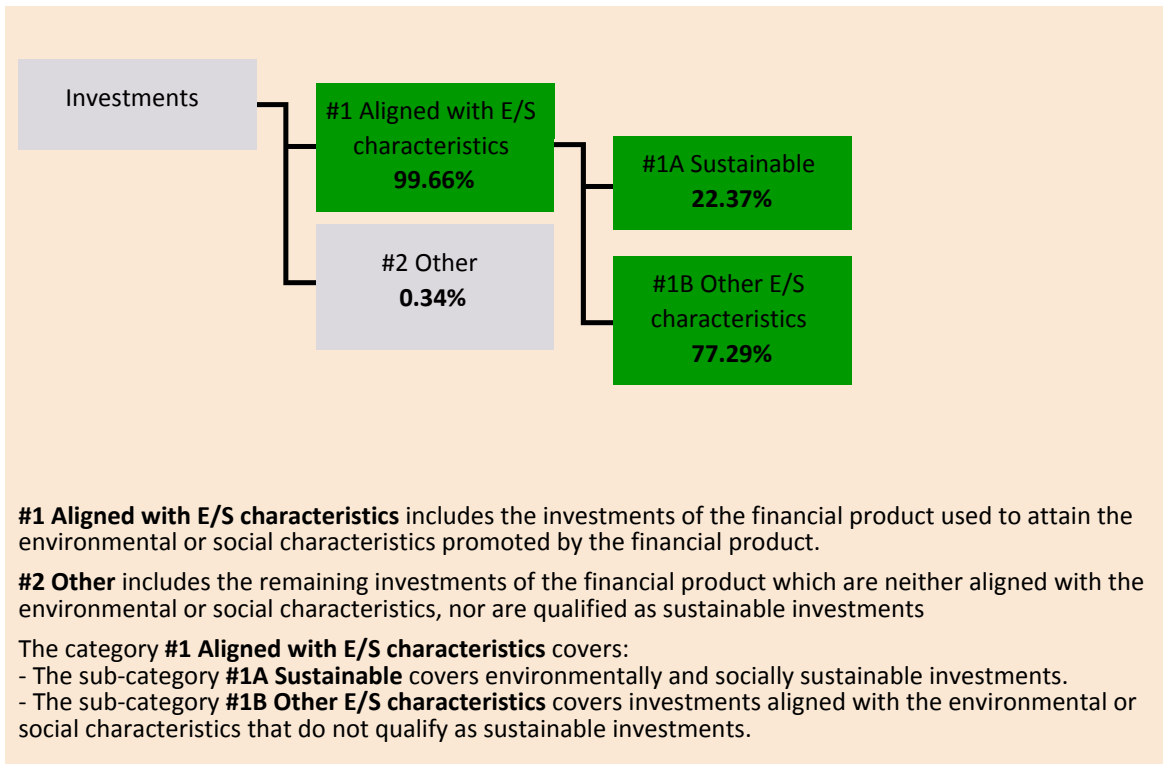 Investments
#1 Aligned with E/S
characteristics
99.66%
#2 Other
0.34%
#1A Sustainable
22.37%
#1B Other E/S
characteristics
77.29%
#1 Aligned with E/S characteristics includes the investments of the financial product used to attain the
environmental or social characteristics promoted by the financial product.
#2 Other includes the remaining investments of the financial product which are neither aligned with the
environmental or social characteristics, nor are qualified as sustainable investments
The category #1 Aligned with E/S characteristics covers:
- The sub-category #1A Sustainable covers environmentally and socially sustainable investments.
- The sub-category #1B Other E/S characteristics covers investments aligned with the environmental or
social characteristics that do not qualify as sustainable investments.